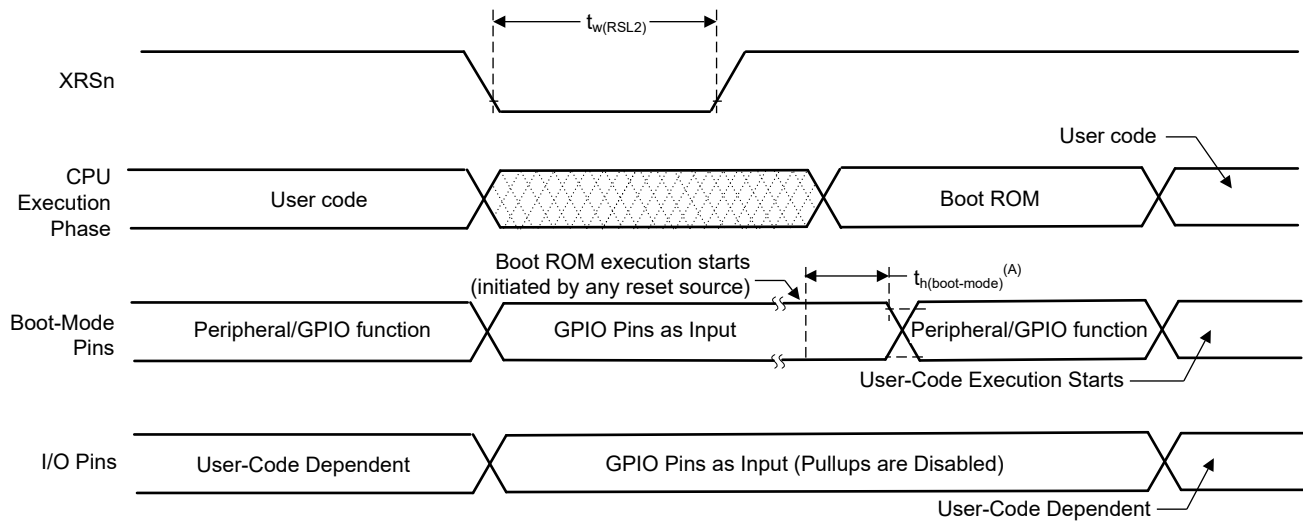 t_w(RSL2)
XRSn
User code
CPU
Execution
Phase
User code
Boot ROM
Boot ROM execution starts
(initiated by any reset source)
t_h(boot-mode)^(A)
Boot-Mode
Pins
Peripheral/GPIO function
GPIO Pins as Input
Peripheral/GPIO function
User-Code Execution Starts
I/O Pins
User-Code Dependent
GPIO Pins as Input (Pullups are Disabled)
User-Code Dependent